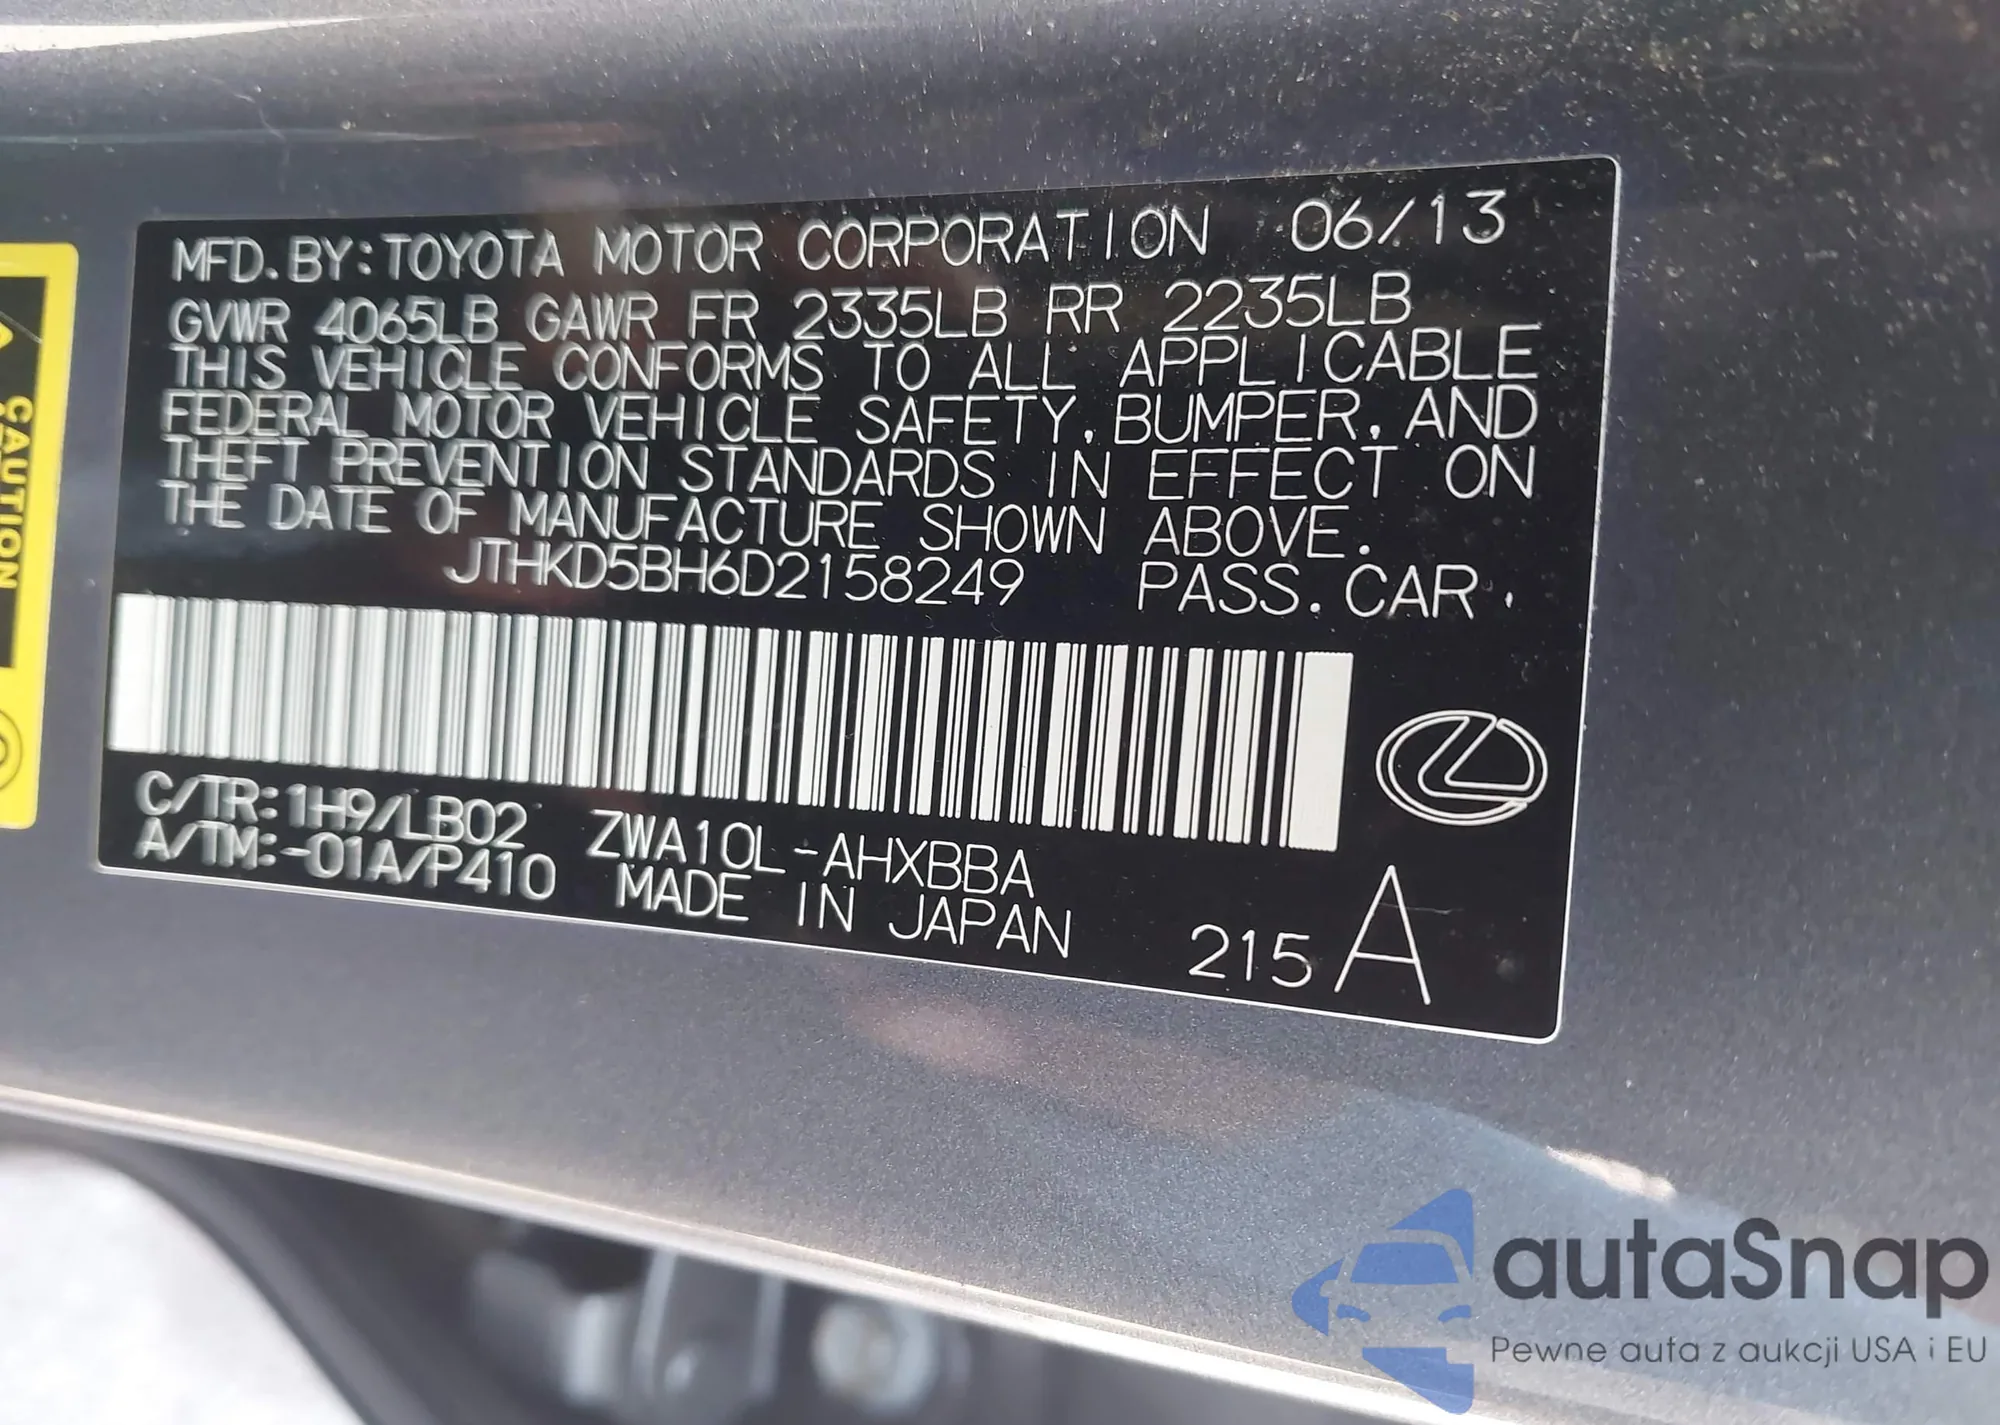 MFD. BY: TOYOTA MOTOR CORPORATION 06/13
GVWR 4065LB GAWR FR 2335LB RR 2235LB
THIS VEHICLE CONFORMS TO ALL APPLICABLE
FEDERAL MOTOR VEHICLE SAFETY, BUMPER, AND
THEFT PREVENTION STANDARDS IN EFFECT ON
THE DATE OF MANUFACTURE SHOWN ABOVE.
JTHKD5BH6D2158249 PASS. CAR.
C/TR: 1H9/LB02 ZWA10L-AHXBBA
A/TM:-01A/P410 MADE IN JAPAN
215 A
CAUTION
autaSnap
Pewne auta z aukcji USA i EU